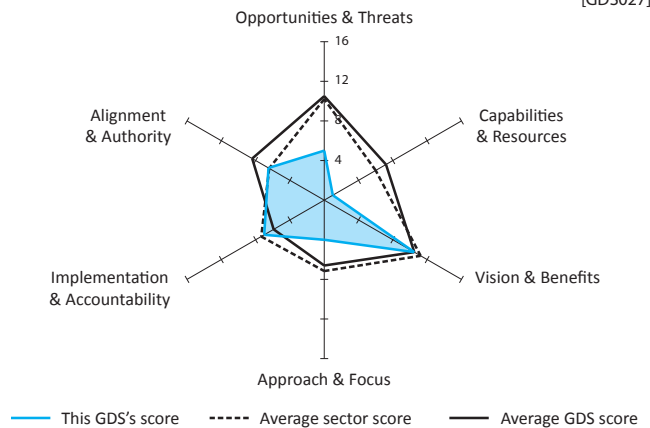 [GDS027]
Opportunities & Threats
16
12
8
4
Alignment
& Authority
Capabilities
& Resources
Implementation
& Accountability
Vision & Benefits
Approach & Focus
This GDS's score
Average sector score
Average GDS score